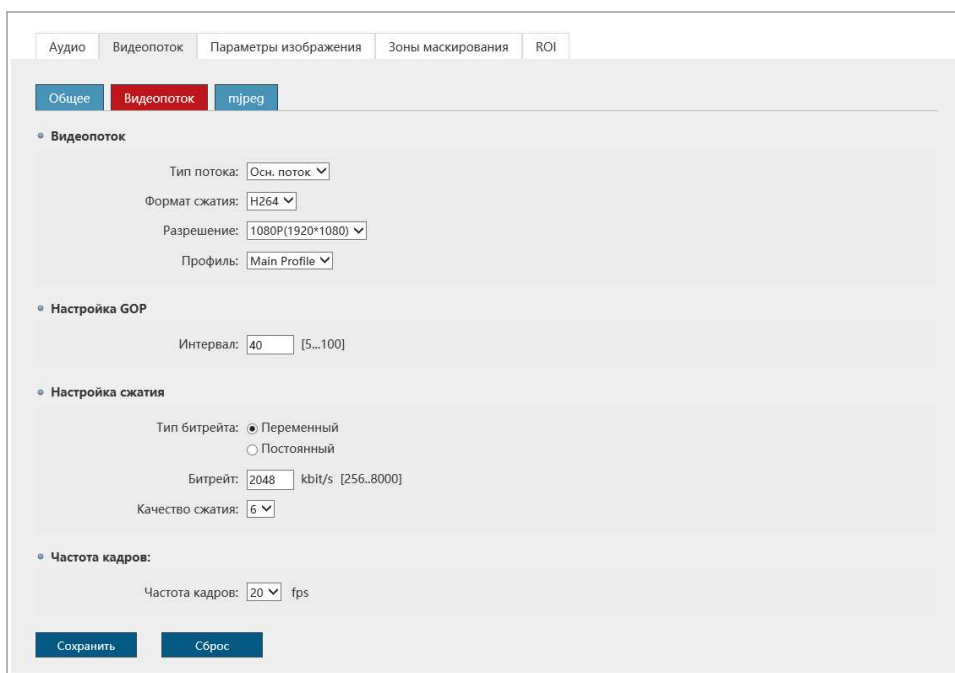 Аудио Видеопоток Параметры изображения Зоны маскирования ROI
Общее Видеопоток mjpeg
Видеопоток
Тип потока: Осн. поток
Формат сжатия: H264
Разрешение: 1080P(1920*1080)
Профиль: Main Profile
Настройка GOP
Интервал: 40 [5...100]
Настройка сжатия
Тип битрейта: Переменный
Постоянный
Битрейт: 2048 kbit/s [256..8000]
Качество сжатия: 6
Частота кадров:
Частота кадров: 20 fps
Сохранить Сброс